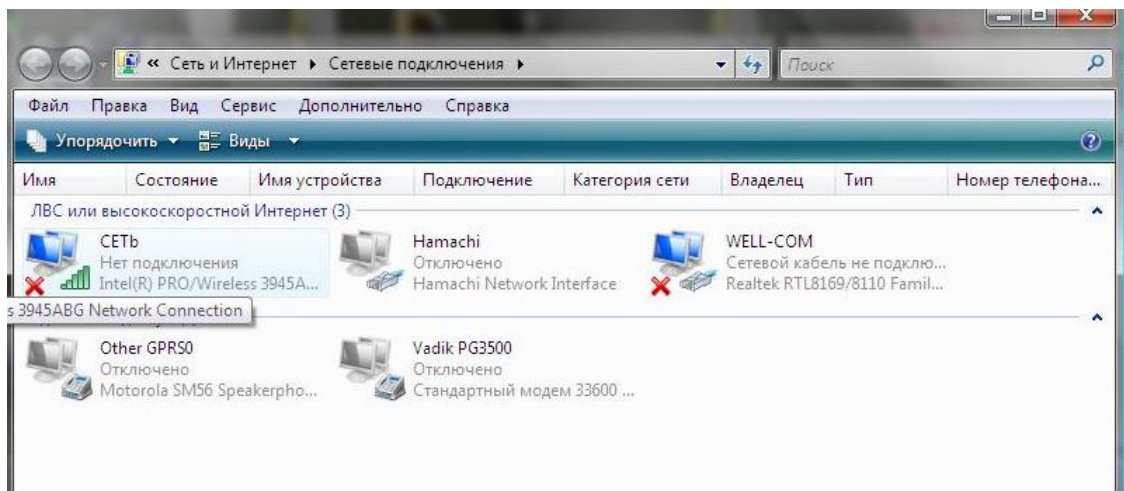 « Сеть и Интернет ▸ Сетевые подключения ▸ Поиск
Файл Правка Вид Сервис Дополнительно Справка
Упорядочить Виды
Имя Состояние Имя устройства Подключение Категория сети Владелец Тип Номер телефона...
ЛВС или высокоскоростной Интернет (3)
СЕТЬ
Нет подключения
Intel(R) PRO/Wireless 3945A...
Hamachi
Отключено
Hamachi Network Interface
WELL-COM
Сетевой кабель не подклю...
Realtek RTL8169/8110 Famil...
s 3945ABG Network Connection
Other GPRS0
Отключено
Motorola SM56 Speakerpho...
Vadik PG3500
Отключено
Стандартный модем 33600 ...